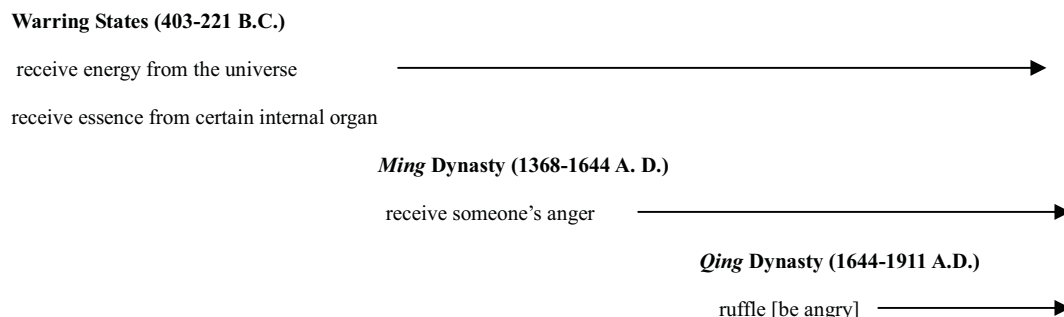 Warring States (403-221 B.C.)
receive energy from the universe
receive essence from certain internal organ
Ming Dynasty (1368-1644 A. D.)
receive someone's anger
Qing Dynasty (1644-1911 A.D.)
ruffle [be angry]